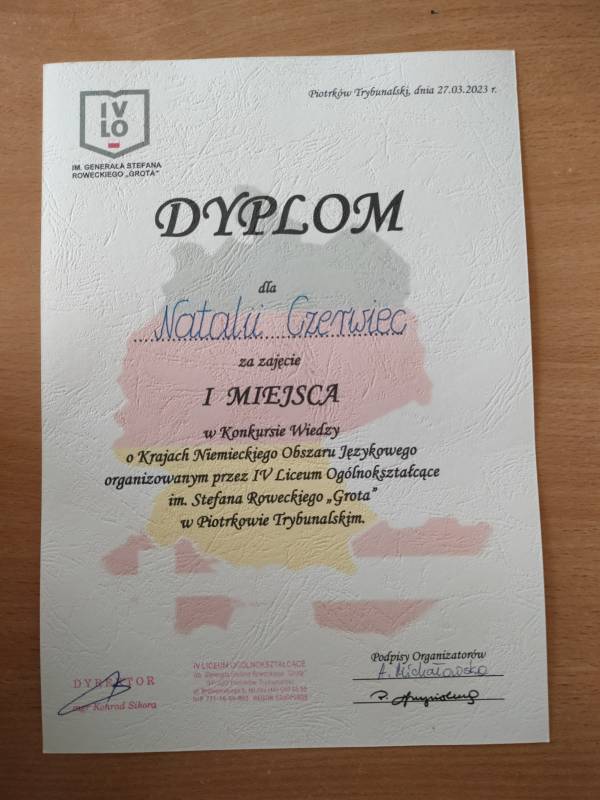 IV
LO
IM. GENERAŁA STEFANA
ROWECKIEGO „GROTA"
Piotrków Trybunalski, dnia 27.03.2023 r.
DYPLOM
dla
Natalii Czerwiec
za zajęcie
I MIEJSCA
w Konkursie Wiedzy
o Krajach Niemieckiego Obszaru Językowego
organizowanym przez IV Liceum Ogólnokształcące
im. Stefana Roweckiego „Grota"
w Piotrkowie Trybunalskim.
Podpisy Organizatorów
A. Michałowska
DYREKTOR
mgr Konrad Sikora
IV LICEUM OGÓLNOKSZTAŁCĄCE